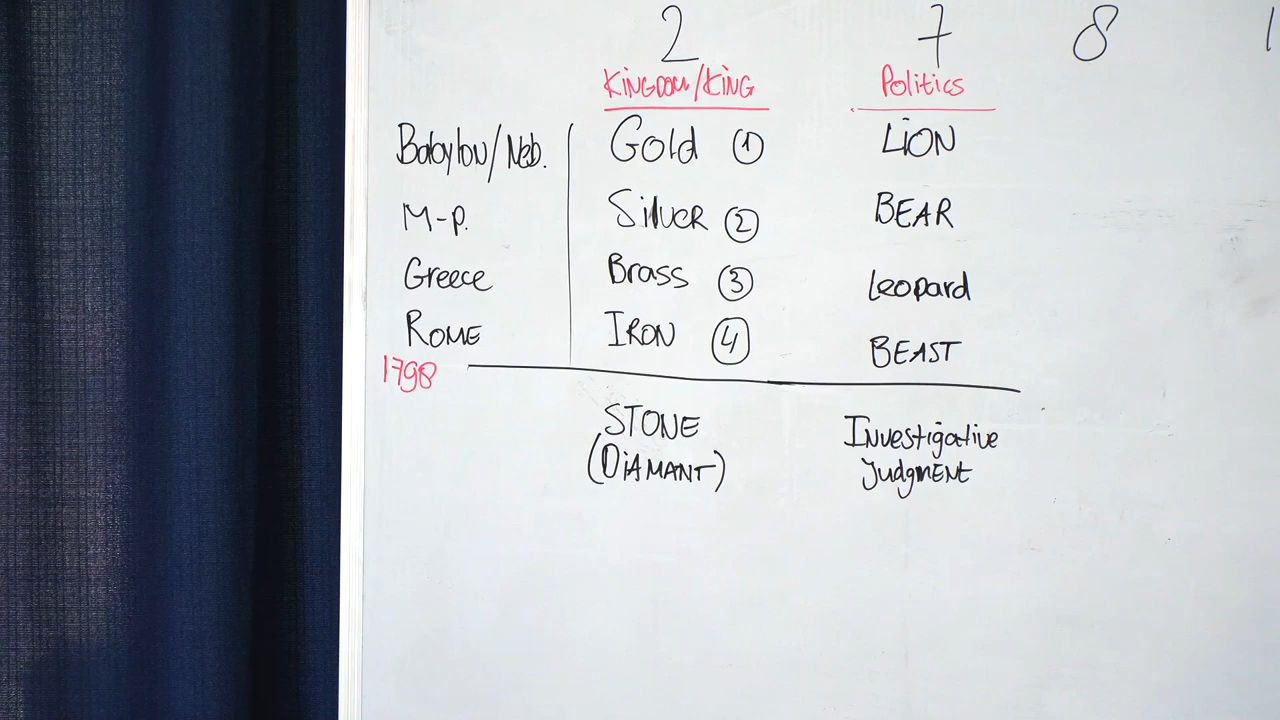 2 7 8 1
Kingdom/King Politics
Babylon/Neb. Gold 1 LiON
M-P. Silver 2 BEAR
Greece Brass 3 Leopard
ROME IRON 4 BEAST
1798
STONE Investigative
(DiAMANT) JudgmENT